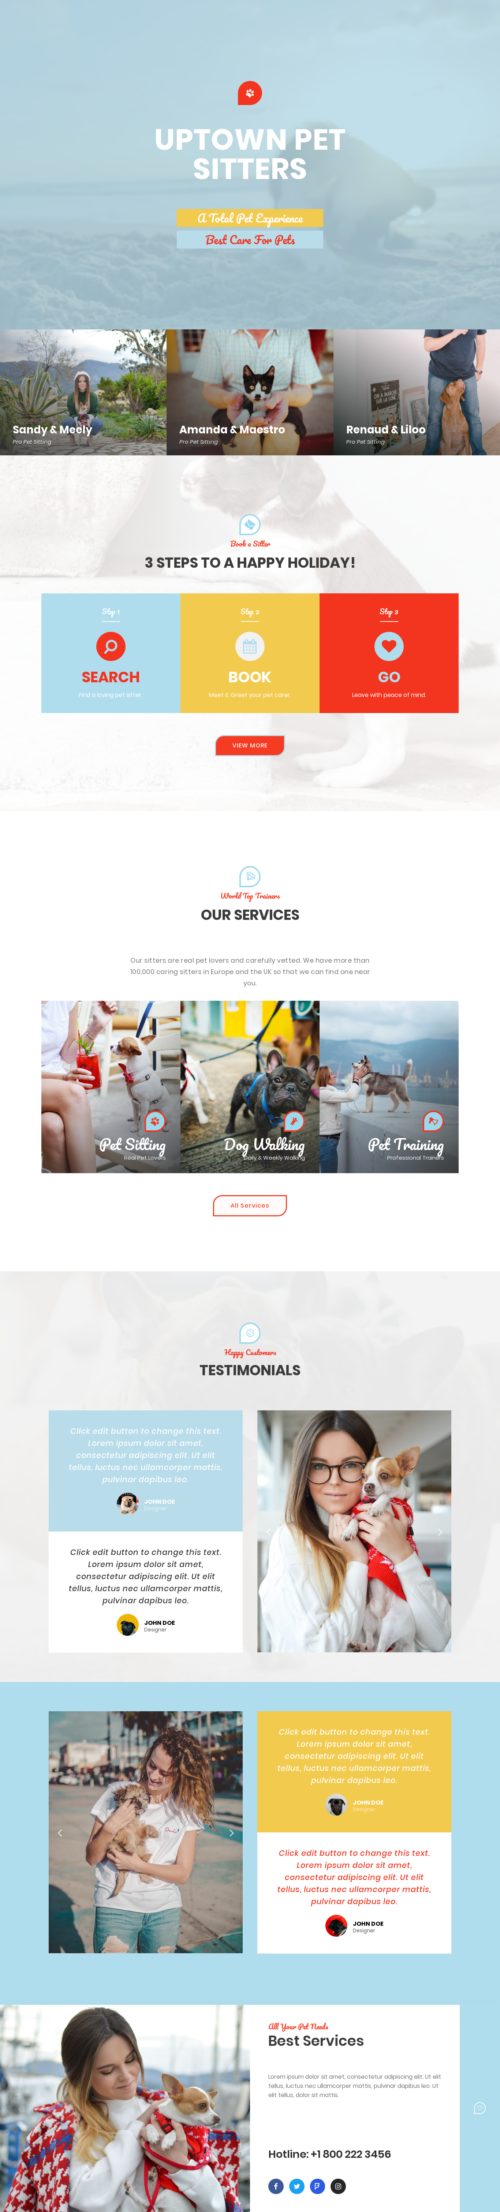 UPTOWN PET
SITTERS
A Total Pet Experience
Best Care For Pets
Sandy & Meely
Pro Pet Sitting
Amanda & Maestro
Pro Pet Sitting
Renaud & Liloo
Pro Pet Sitting
Book a Sitter
3 STEPS TO A HAPPY HOLIDAY!
Step 1
SEARCH
Find a loving pet sitter.
Step 2
BOOK
Meet & Greet your pet carer.
Step 3
GO
Leave with peace of mind.
VIEW MORE
World Top Trainers
OUR SERVICES
Our sitters are real pet lovers and carefully vetted. We have more than
100,000 caring sitters in Europe and the UK so that we can find one near
you.
Pet Sitting
Real Pet Lovers
Dog Walking
Daily & Weekly Walking
Pet Training
Professional Trainers
All Services
Happy Customers
TESTIMONIALS
Click edit button to change this text.
Lorem ipsum dolor sit amet,
consectetur adipiscing elit. Ut elit
tellus, luctus nec ullamcorper mattis,
pulvinar dapibus leo.
JOHN DOE
Designer
Click edit button to change this text.
Lorem ipsum dolor sit amet,
consectetur adipiscing elit. Ut elit
tellus, luctus nec ullamcorper mattis,
pulvinar dapibus leo.
JOHN DOE
Designer
Click edit button to change this text.
Lorem ipsum dolor sit amet,
consectetur adipiscing elit. Ut elit
tellus, luctus nec ullamcorper mattis,
pulvinar dapibus leo.
JOHN DOE
Designer
Click edit button to change this text.
Lorem ipsum dolor sit amet,
consectetur adipiscing elit. Ut elit
tellus, luctus nec ullamcorper mattis,
pulvinar dapibus leo.
JOHN DOE
Designer
All Your Pet Needs
Best Services
Lorem ipsum dolor sit amet, consectetur adipiscing elit. Ut elit
tellus, luctus nec ullamcorper mattis, pulvinar dapibus leo. Ut elit
dolus, dolor sit mattis.
Hotline: +1 800 222 3456